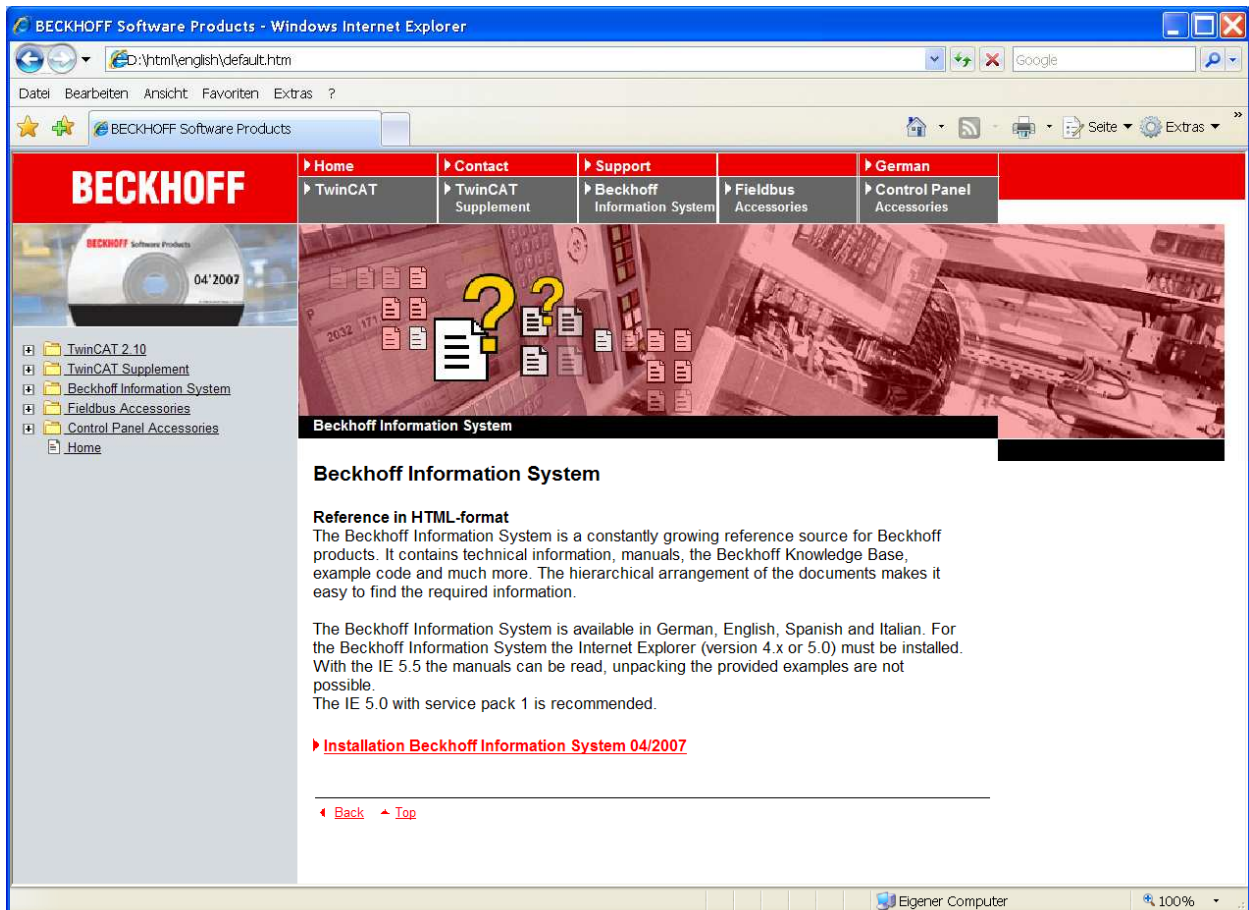 BECKHOFF Software Products - Windows Internet Explorer
D:\html\english\default.htm
Google
Datei Bearbeiten Ansicht Favoriten Extras ?
BECKHOFF Software Products
Seite
Extras
BECKHOFF
Home
Contact
Support
German
TwinCAT
TwinCAT
Supplement
Beckhoff
Information System
Fieldbus
Accessories
Control Panel
Accessories
BECKHOFF Software Products
04'2007
TwinCAT 2.10
TwinCAT Supplement
Beckhoff Information System
Fieldbus Accessories
Control Panel Accessories
Home
P
2032 171
Beckhoff Information System
Beckhoff Information System
Reference in HTML-format
The Beckhoff Information System is a constantly growing reference source for Beckhoff
products. It contains technical information, manuals, the Beckhoff Knowledge Base,
example code and much more. The hierarchical arrangement of the documents makes it
easy to find the required information.
The Beckhoff Information System is available in German, English, Spanish and Italian. For
the Beckhoff Information System the Internet Explorer (version 4.x or 5.0) must be installed.
With the IE 5.5 the manuals can be read, unpacking the provided examples are not
possible.
The IE 5.0 with service pack 1 is recommended.
Installation Beckhoff Information System 04/2007
Back
Top
Eigener Computer
100%